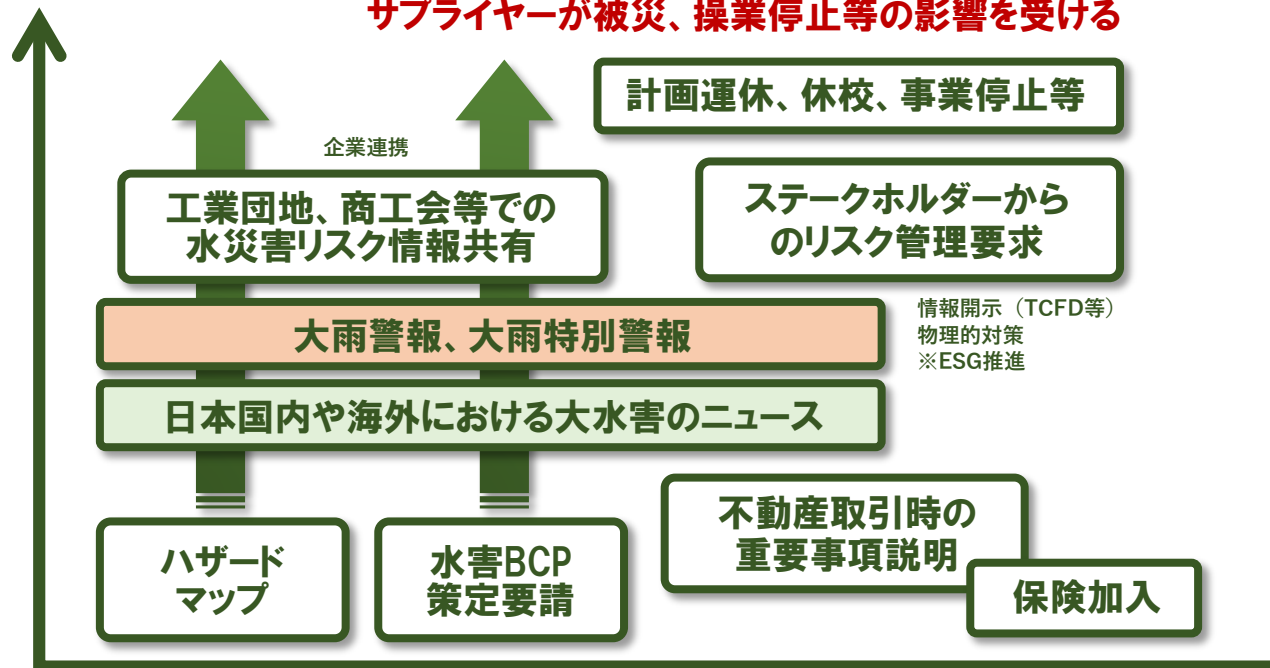 サプライヤーが被災、操業停止等の影響を受ける
計画運休、休校、事業停止等
企業連携
工業団地、商工会等での
水災害リスク情報共有
ステークホルダーから
のリスク管理要求
大雨警報、大雨特別警報
情報開示（TCFD等）
物理的対策
※ESG推進
日本国内や海外における大水害のニュース
ハザード
マップ
水害BCP
策定要請
不動産取引時の
重要事項説明
保険加入